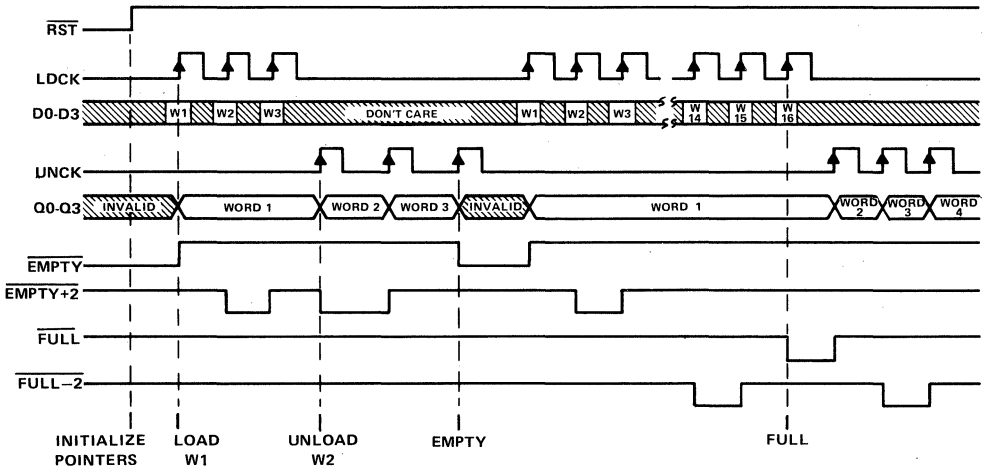 RST
LDCK
D0-D3 W1 W2 W3 DON'T CARE W1 W2 W3 W 14 W 15 W 16
UNCK
Q0-Q3 INVALID WORD 1 WORD 2 WORD 3 INVALID WORD 1 WORD 2 WORD 3 WORD 4
EMPTY
EMPTY+2
FULL
FULL−2
INITIALIZE POINTERS
LOAD W1
UNLOAD W2
EMPTY
FULL